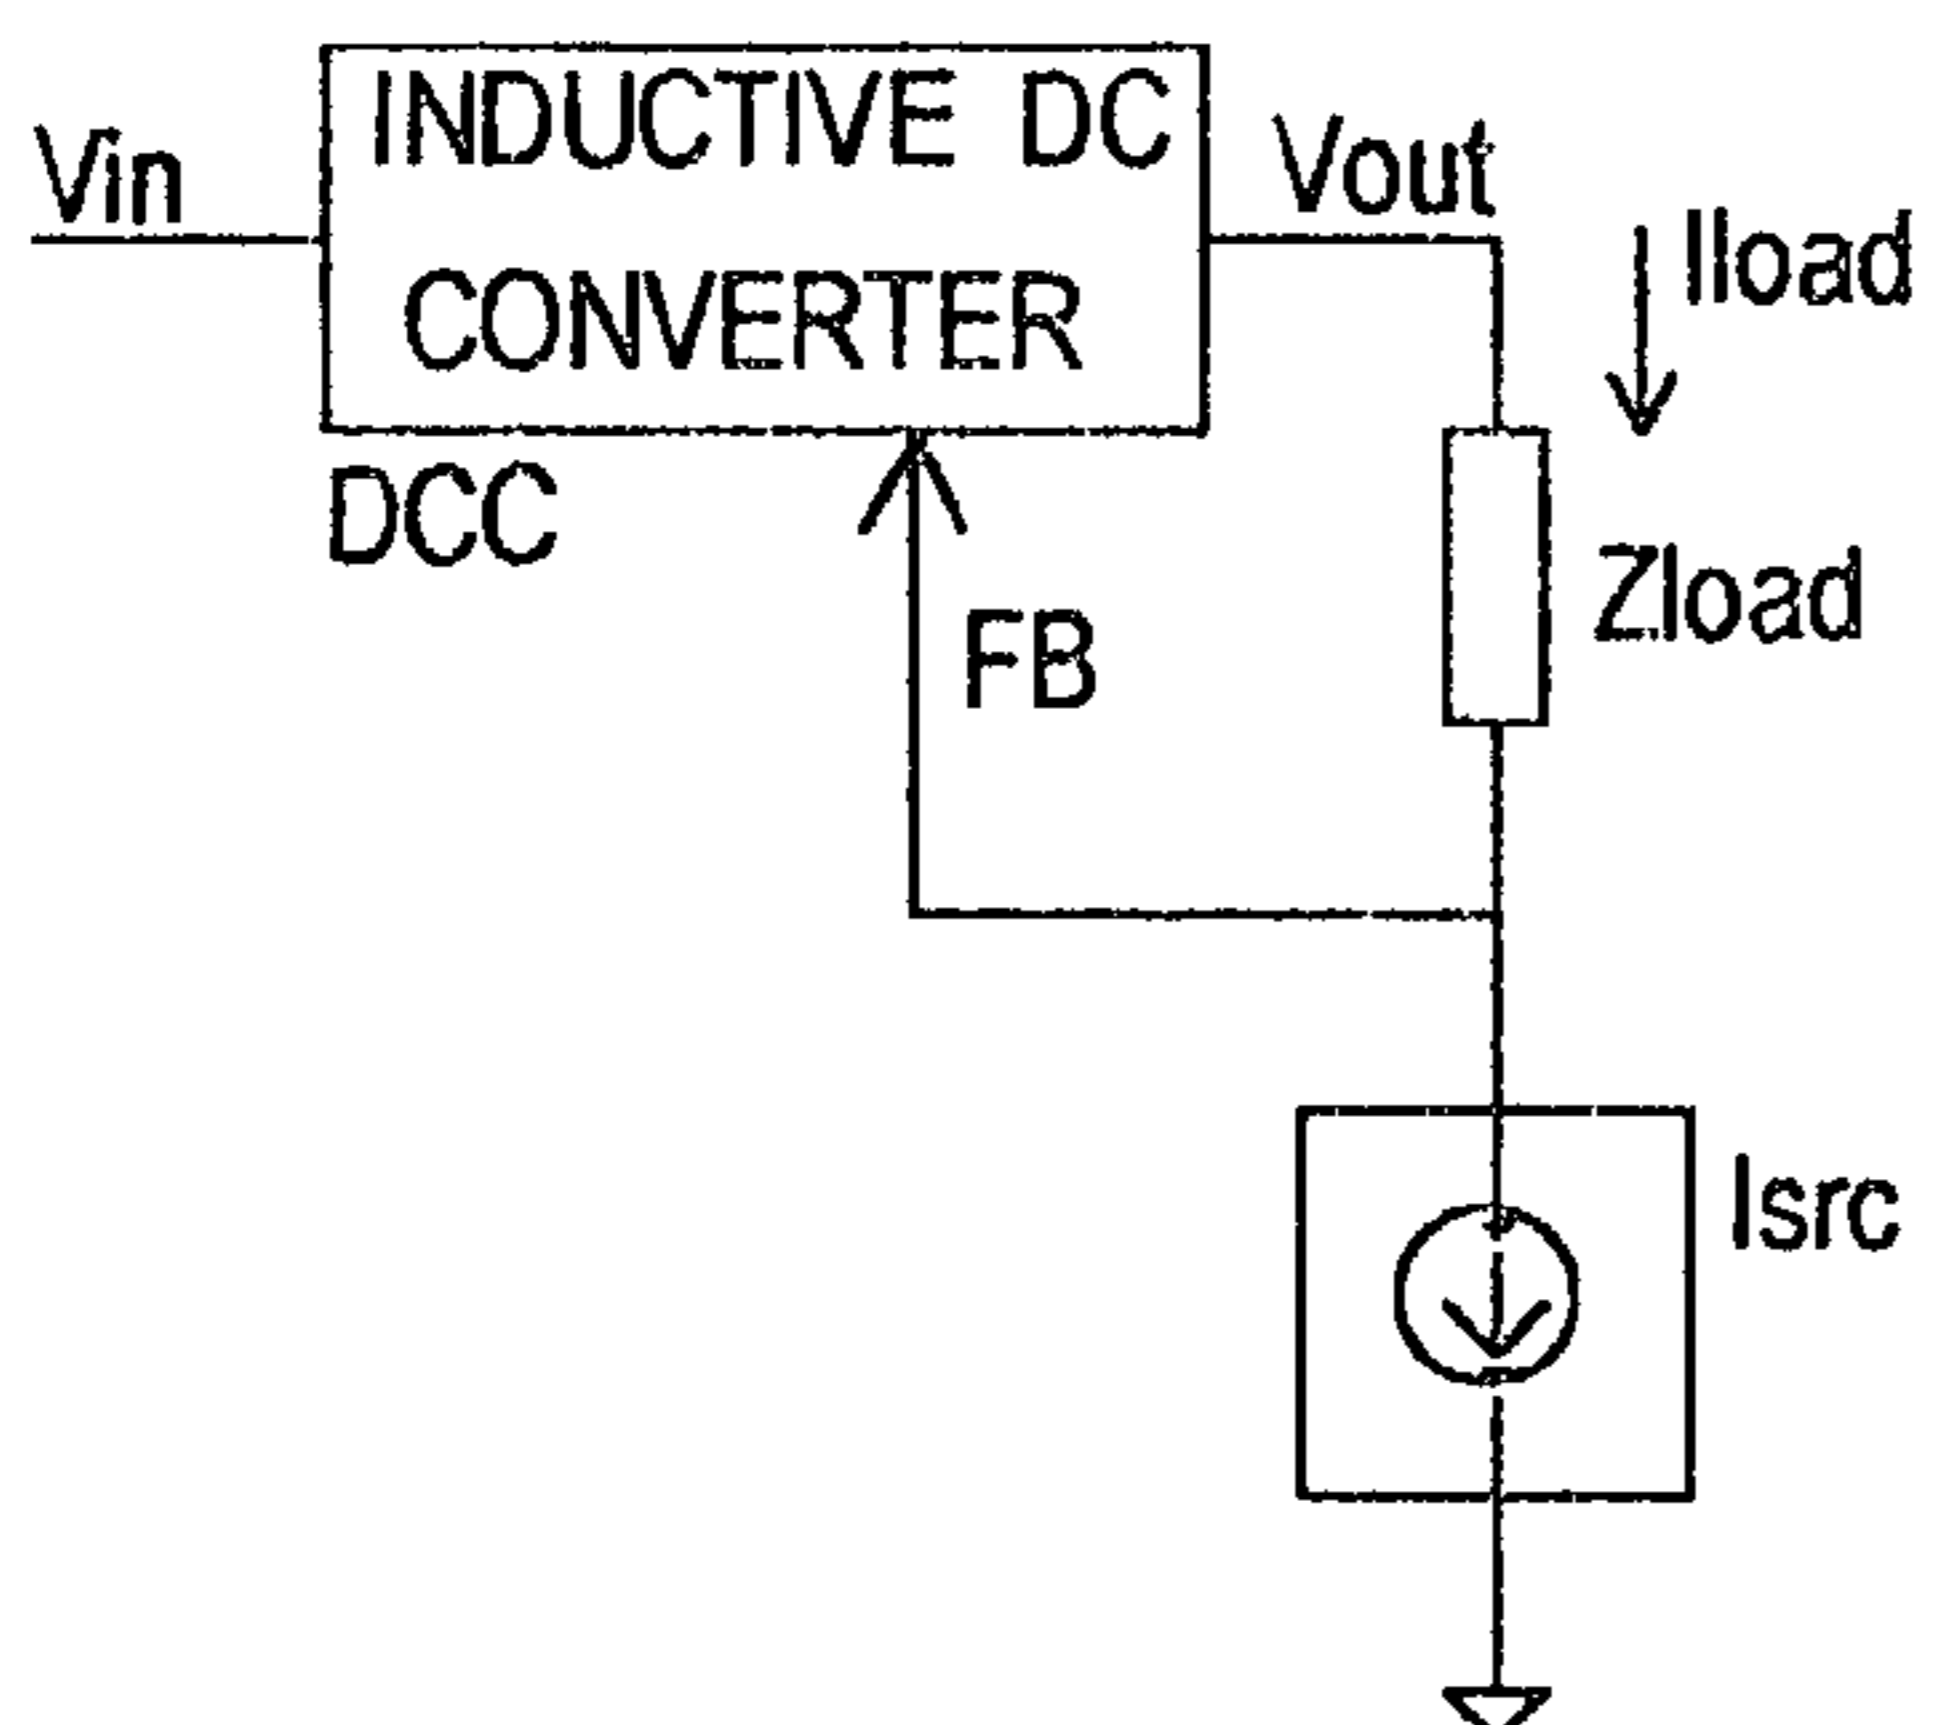 Vin
INDUCTIVE DC
CONVERTER
DCC
Vout
Iload
Zload
FB
Isrc